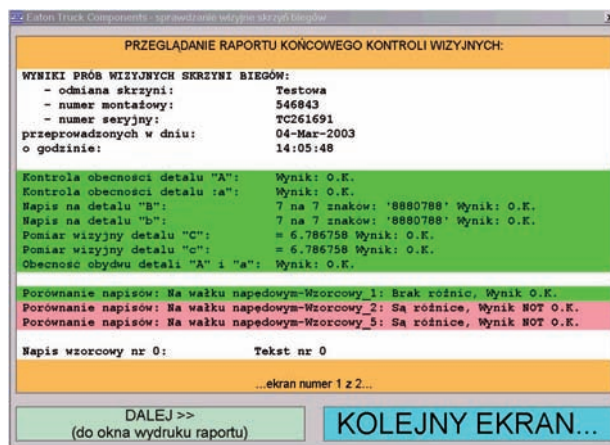 Eaton Truck Components - sprawdzanie wizyjne skrzyń biegów
PRZEGLĄDANIE RAPORTU KOŃCOWEGO KONTROLI WIZYJNYCH:
WYNIKI PRÓB WIZYJNYCH SKRZYNI BIEGÓW:
- odmiana skrzyni: Testowa
- numer montażowy: 546843
- numer seryjny: TC261691
przeprowadzonych w dniu: 04-Mar-2003
o godzinie: 14:05:48
Kontrola obecności detalu "A": Wynik: O.K.
Kontrola obecności detalu :a": Wynik: O.K.
Napis na detalu "B": 7 na 7 znaków: '8880788' Wynik: O.K.
Napis na detalu "b": 7 na 7 znaków: '8880788' Wynik: O.K.
Pomiar wizyjny detalu "C": = 6.786758 Wynik: O.K.
Pomiar wizyjny detalu "c": = 6.786758 Wynik: O.K.
Obecność obydwu detali "A" i "a": Wynik: O.K.
Porównanie napisów: Na wałku napędowym-Wzorcowy_1: Brak różnic, Wynik O.K.
Porównanie napisów: Na wałku napędowym-Wzorcowy_2: Są różnice, Wynik NOT O.K.
Porównanie napisów: Na wałku napędowym-Wzorcowy_5: Są różnice, Wynik NOT O.K.
Napis wzorcowy nr 0: Tekst nr 0
...ekran numer 1 z 2...
DALEJ >>
(do okna wydruku raportu)
KOLEJNY EKRAN...